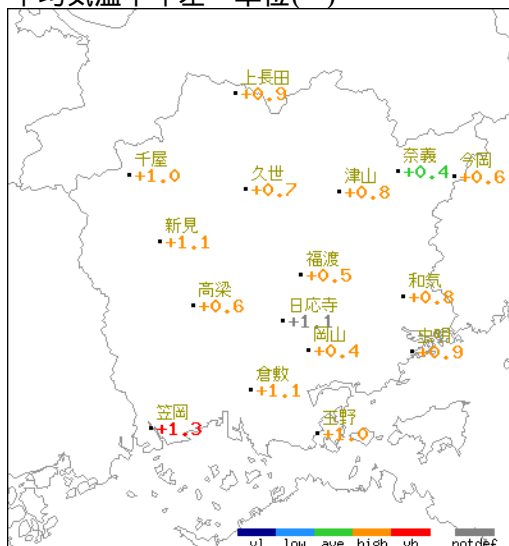 上長田
+0.9
千屋
+1.0
久世
+0.7
津山
+0.8
奈義
+0.4
今岡
+0.6
新見
+1.1
福渡
+0.5
高梁
+0.6
和気
+0.8
日応寺
+1.1
岡山
+0.4
虫明
+0.9
倉敷
+1.1
笠岡
+1.3
玉野
+1.0
vl low ave high vh notdef